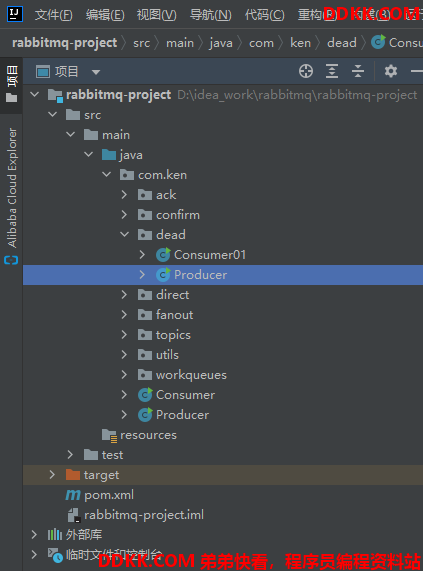 文件(F) 编辑(E) 视图(V) 导航(N) 代码(C) 重构(R)
DDKK.COM
rabbitmq-project src main java com ken dead Consu
项目
项目
Alibaba Cloud Explorer
rabbitmq-project D:\idea_work\rabbitmq\rabbitmq-project
src
main
java
com.ken
ack
confirm
dead
Consumer01
Producer
direct
fanout
topics
utils
workqueues
Consumer
Producer
resources
test
target
pom.xml
rabbitmq-project.iml
外部库
临时文件和控制台
DDKK.COM 弟弟快看，程序员编程资料站